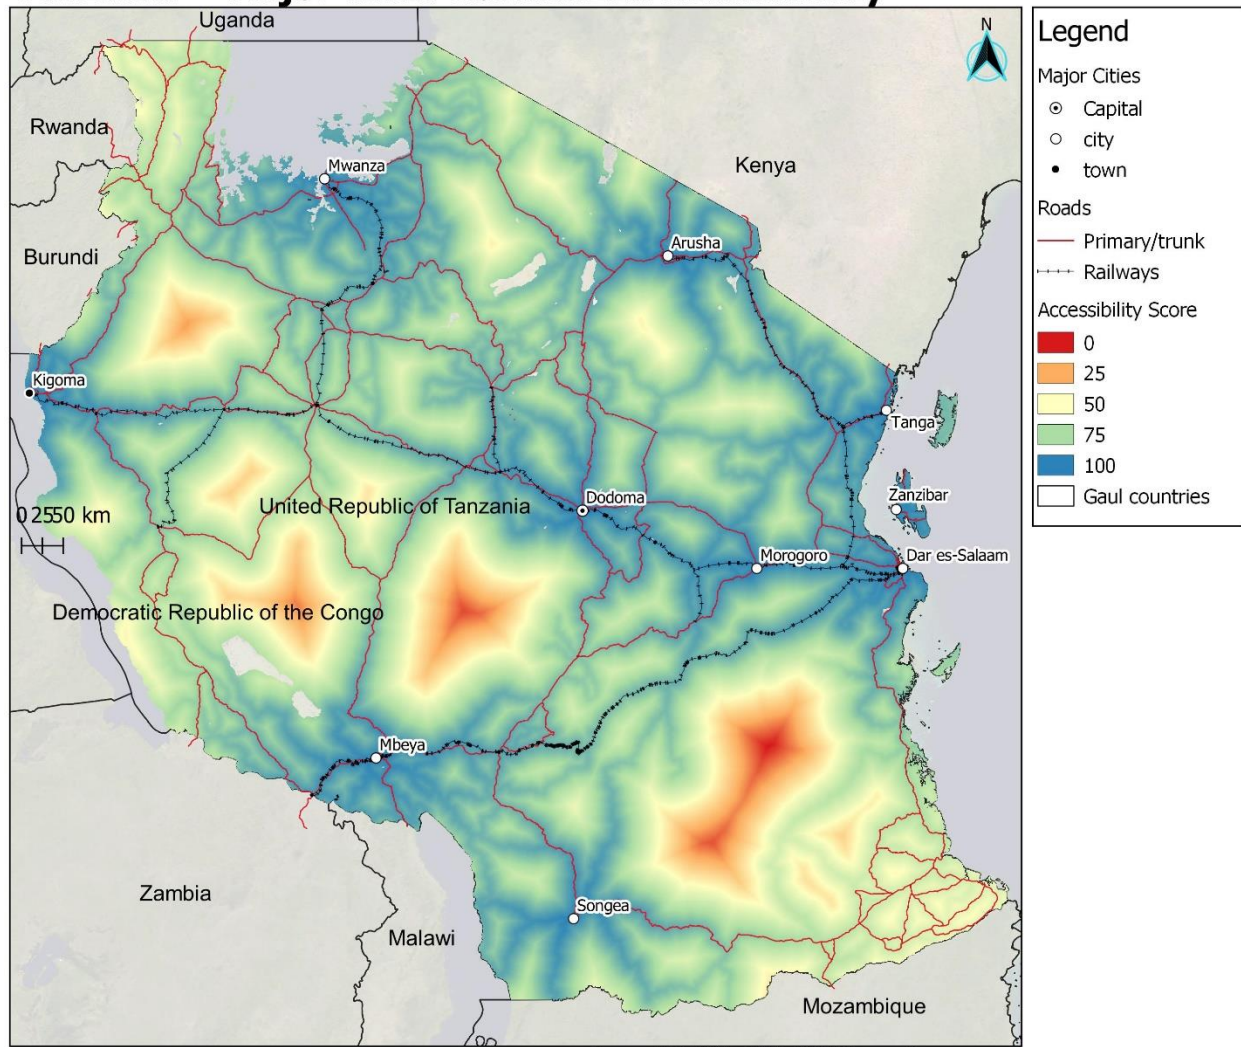 Uganda
N
Rwanda
Mwanza
Kenya
Burundi
Arusha
Kigoma
Tanga
Dodoma
United Republic of Tanzania
Zanzibar
0 2550 km
Morogoro
Dar es-Salaam
Democratic Republic of the Congo
Mbeya
Zambia
Songea
Malawi
Mozambique
Legend
Major Cities
Capital
city
town
Roads
Primary/trunk
Railways
Accessibility Score
0
25
50
75
100
Gaul countries